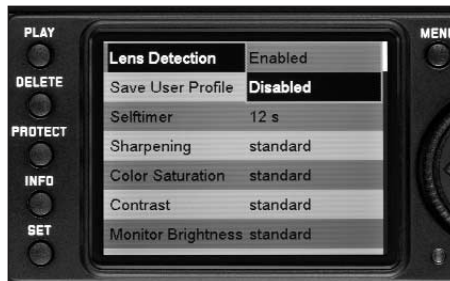 PLAY
MENU
DELETE
PROTECT
INFO
SET
Lens Detection Enabled
Save User Profile Disabled
Selftimer 12 s
Sharpening standard
Color Saturation standard
Contrast standard
Monitor Brightness standard